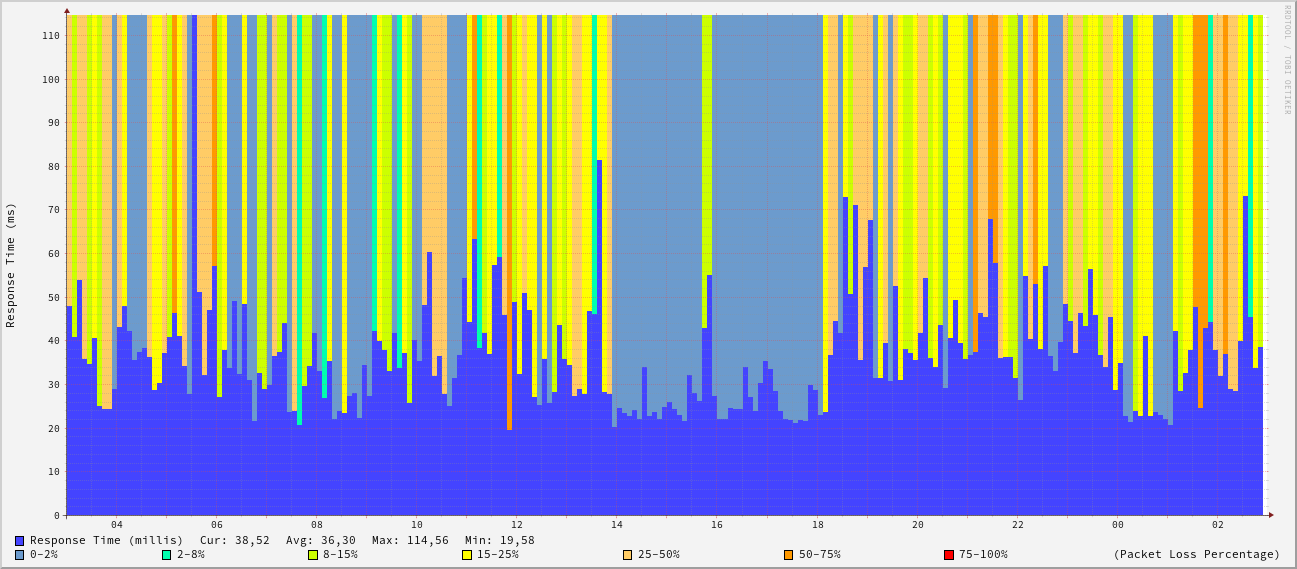 RRDTOOL / TOBI OETIKER
Response Time (ms)
110
100
90
80
70
60
50
40
30
20
10
0
04 06 08 10 12 14 16 18 20 22 00 02
Response Time (millis) Cur: 38,52 Avg: 36,30 Max: 114,56 Min: 19,58
0-2% 2-8% 8-15% 15-25% 25-50% 50-75% 75-100% (Packet Loss Percentage)